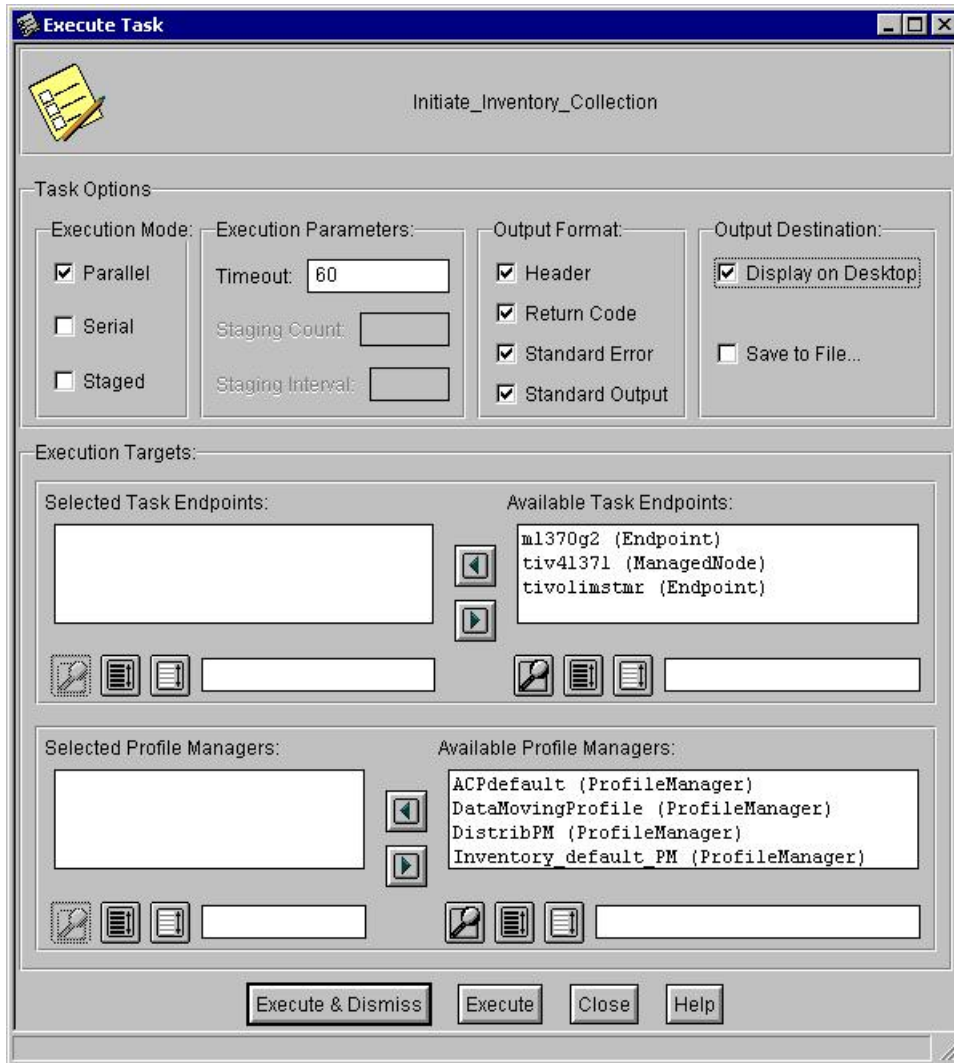 Execute Task
Initiate_Inventory_Collection
Task Options
Execution Mode:
Parallel
Serial
Staged
Execution Parameters:
Timeout: 60
Staging Count:
Staging Interval:
Output Format:
Header
Return Code
Standard Error
Standard Output
Output Destination:
Display on Desktop
Save to File...
Execution Targets:
Selected Task Endpoints:
Available Task Endpoints:
ml370g2 (Endpoint)
tiv4l37l (ManagedNode)
tivolimstmr (Endpoint)
Selected Profile Managers:
Available Profile Managers:
ACPdefault (ProfileManager)
DataMovingProfile (ProfileManager)
DistribPM (ProfileManager)
Inventory_default_PM (ProfileManager)
Execute & Dismiss
Execute
Close
Help